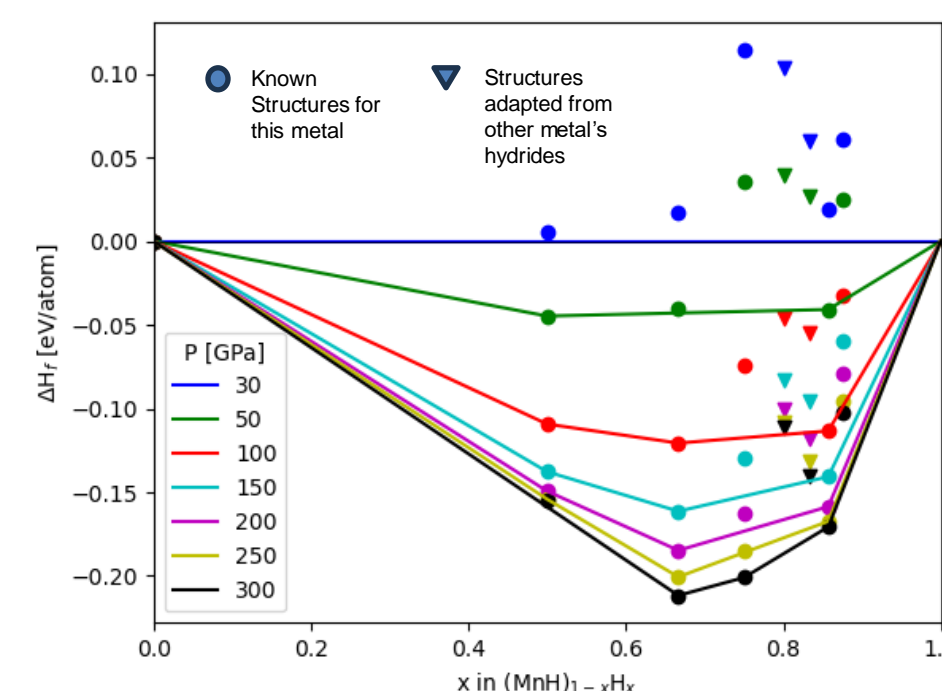 Known
Structures for
this metal
Structures
adapted from
other metal's
hydrides
0.10
0.05
0.00
−0.05
−0.10
−0.15
−0.20
ΔH_f [eV/atom]
P [GPa]
30
50
100
150
200
250
300
0.0 0.2 0.4 0.6 0.8 1.
x in (MnH)₁₋ₓHₓ